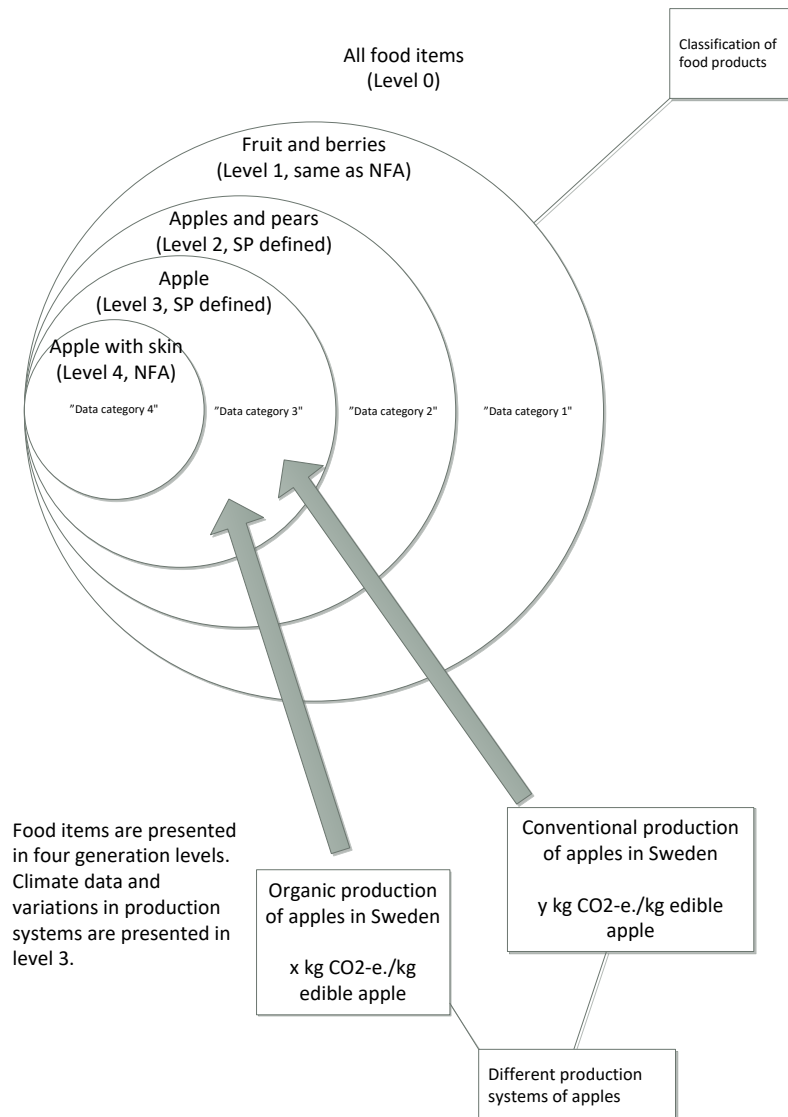 All food items
(Level 0)
Classification of
food products
Fruit and berries
(Level 1, same as NFA)
Apples and pears
(Level 2, SP defined)
Apple
(Level 3, SP defined)
Apple with skin
(Level 4, NFA)
"Data category 4"
"Data category 3"
"Data category 2"
"Data category 1"
Food items are presented
in four generation levels.
Climate data and
variations in production
systems are presented in
level 3.
Organic production
of apples in Sweden
x kg CO2-e./kg
edible apple
Conventional production
of apples in Sweden
y kg CO2-e./kg edible
apple
Different production
systems of apples